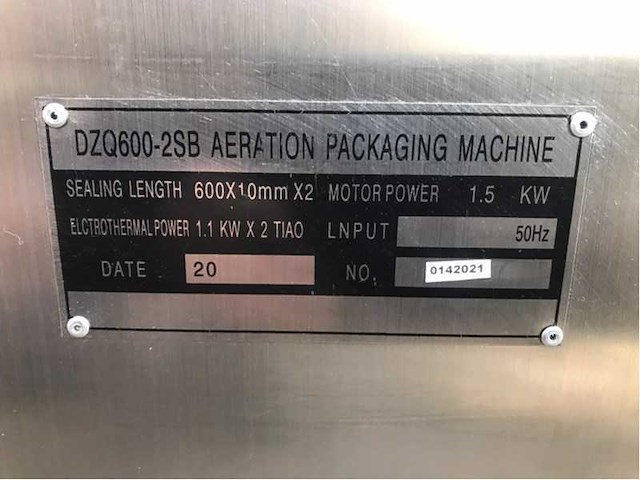 DZQ600-2SB AERATION PACKAGING MACHINE
SEALING LENGTH 600X10mm X2 MOTOR POWER 1.5 KW
ELCTROTHERMAL POWER 1.1 KW X 2 TIAO LNPUT 50Hz
DATE 20 NO. 0142021